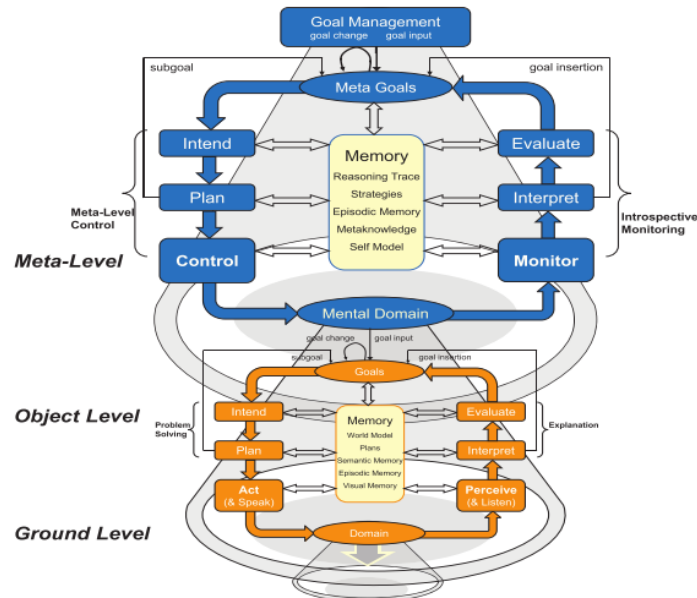 Goal Management
goal change goal input
subgoal
goal insertion
Meta Goals
Intend
Memory
Evaluate
Reasoning Trace
Strategies
Episodic Memory
Metaknowledge
Self Model
Plan
Interpret
Meta-Level
Control
Introspective
Monitoring
Meta-Level
Control
Monitor
Mental Domain
goal change
goal input
subgoal
goal insertion
Goals
Object Level
Intend
Memory
Evaluate
Problem
Solving
World Model
Plans
Semantic Memory
Episodic Memory
Visual Memory
Explanation
Plan
Interpret
Act
(& Speak)
Perceive
(& Listen)
Ground Level
Domain